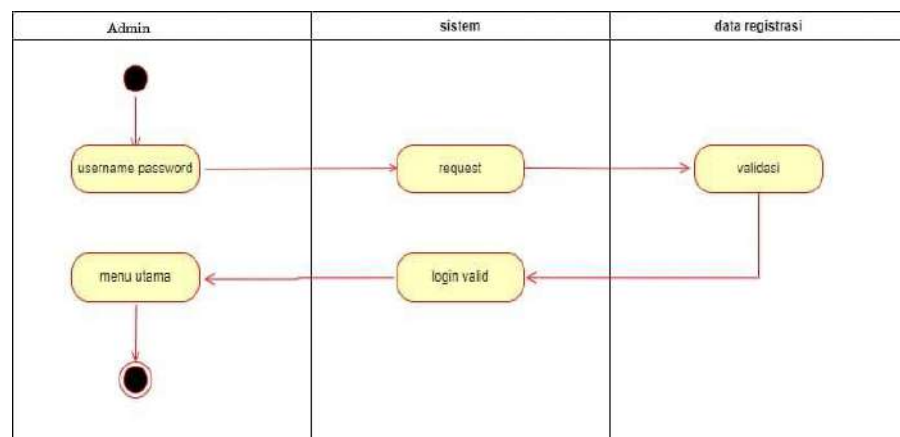 Admin
sistem
data registrasi
username password
request
validasi
menu utama
login valid